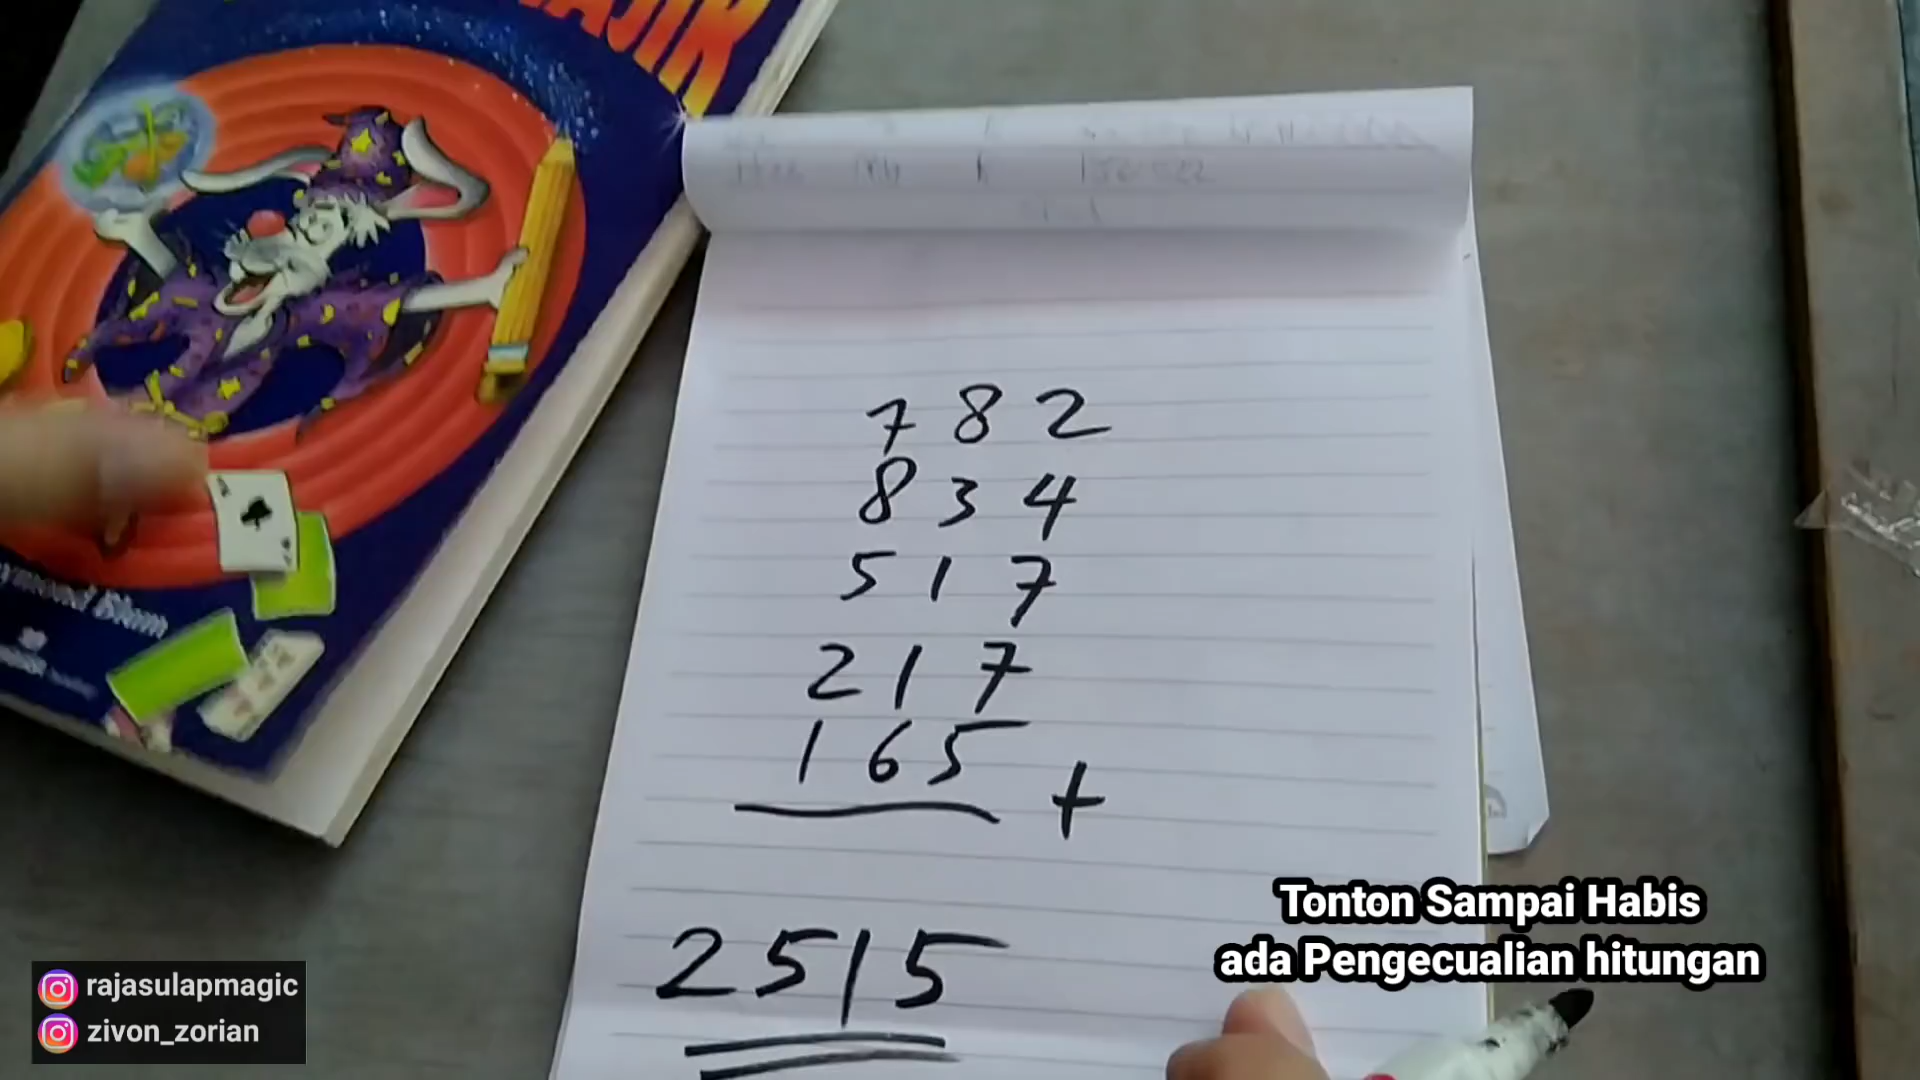 782
834
517
217
165
+
2515
Tonton Sampai Habis
ada Pengecualian hitungan
rajasulapmagic
zivon_zorian